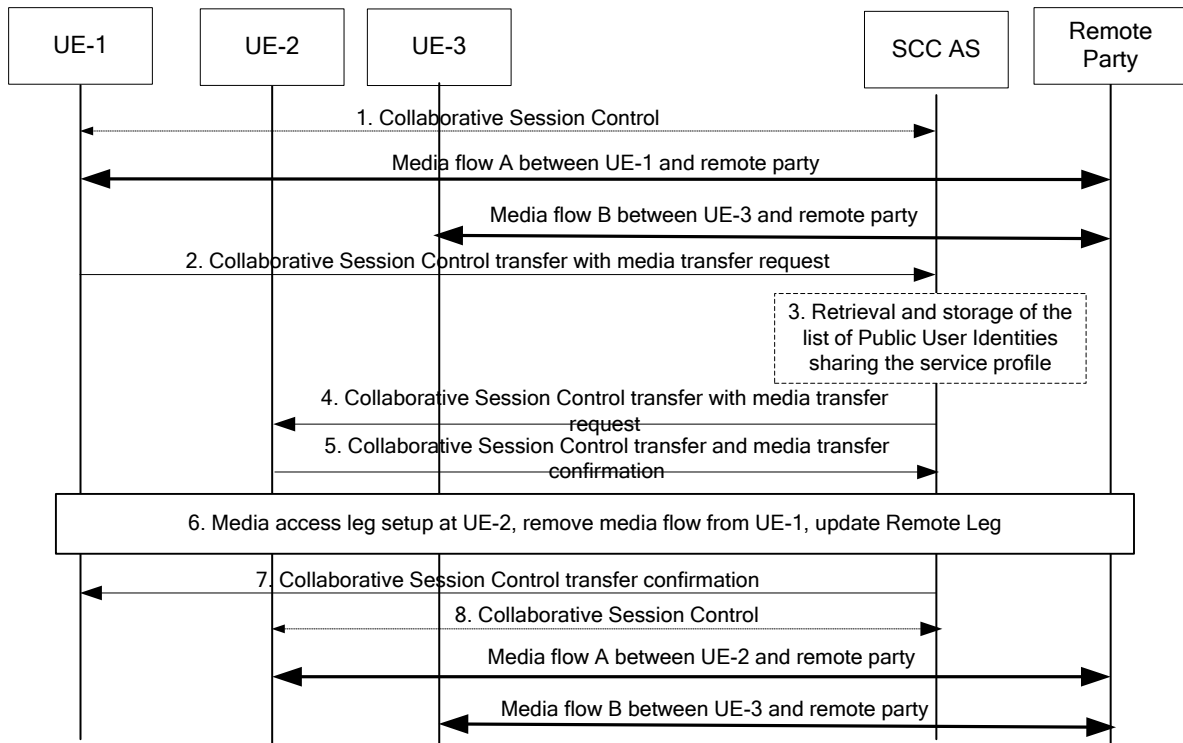 UE-1
UE-2
UE-3
SCC AS
Remote
Party
1. Collaborative Session Control
Media flow A between UE-1 and remote party
Media flow B between UE-3 and remote party
2. Collaborative Session Control transfer with media transfer request
3. Retrieval and storage of the
list of Public User Identities
sharing the service profile
4. Collaborative Session Control transfer with media transfer
request
5. Collaborative Session Control transfer and media transfer
confirmation
6. Media access leg setup at UE-2, remove media flow from UE-1, update Remote Leg
7. Collaborative Session Control transfer confirmation
8. Collaborative Session Control
Media flow A between UE-2 and remote party
Media flow B between UE-3 and remote party